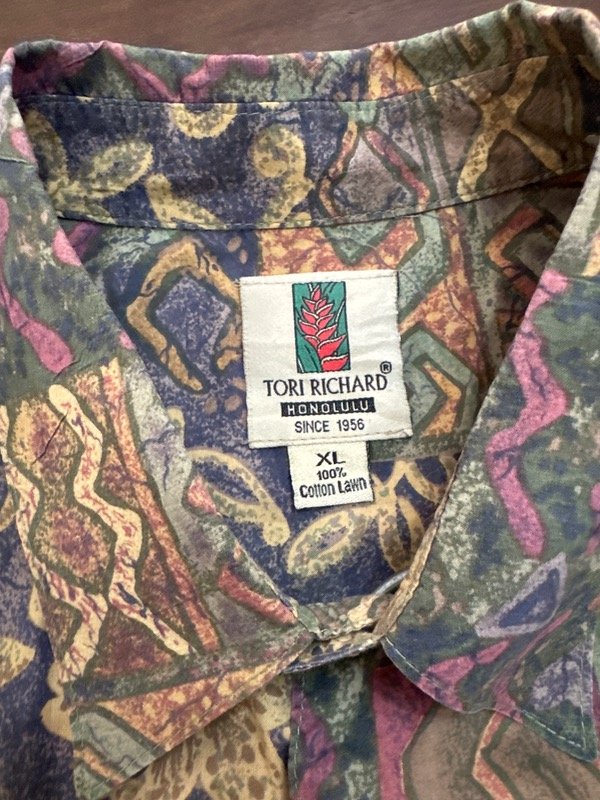 TORI RICHARD®
HONOLULU
SINCE 1956
XL
100%
Cotton Lawn